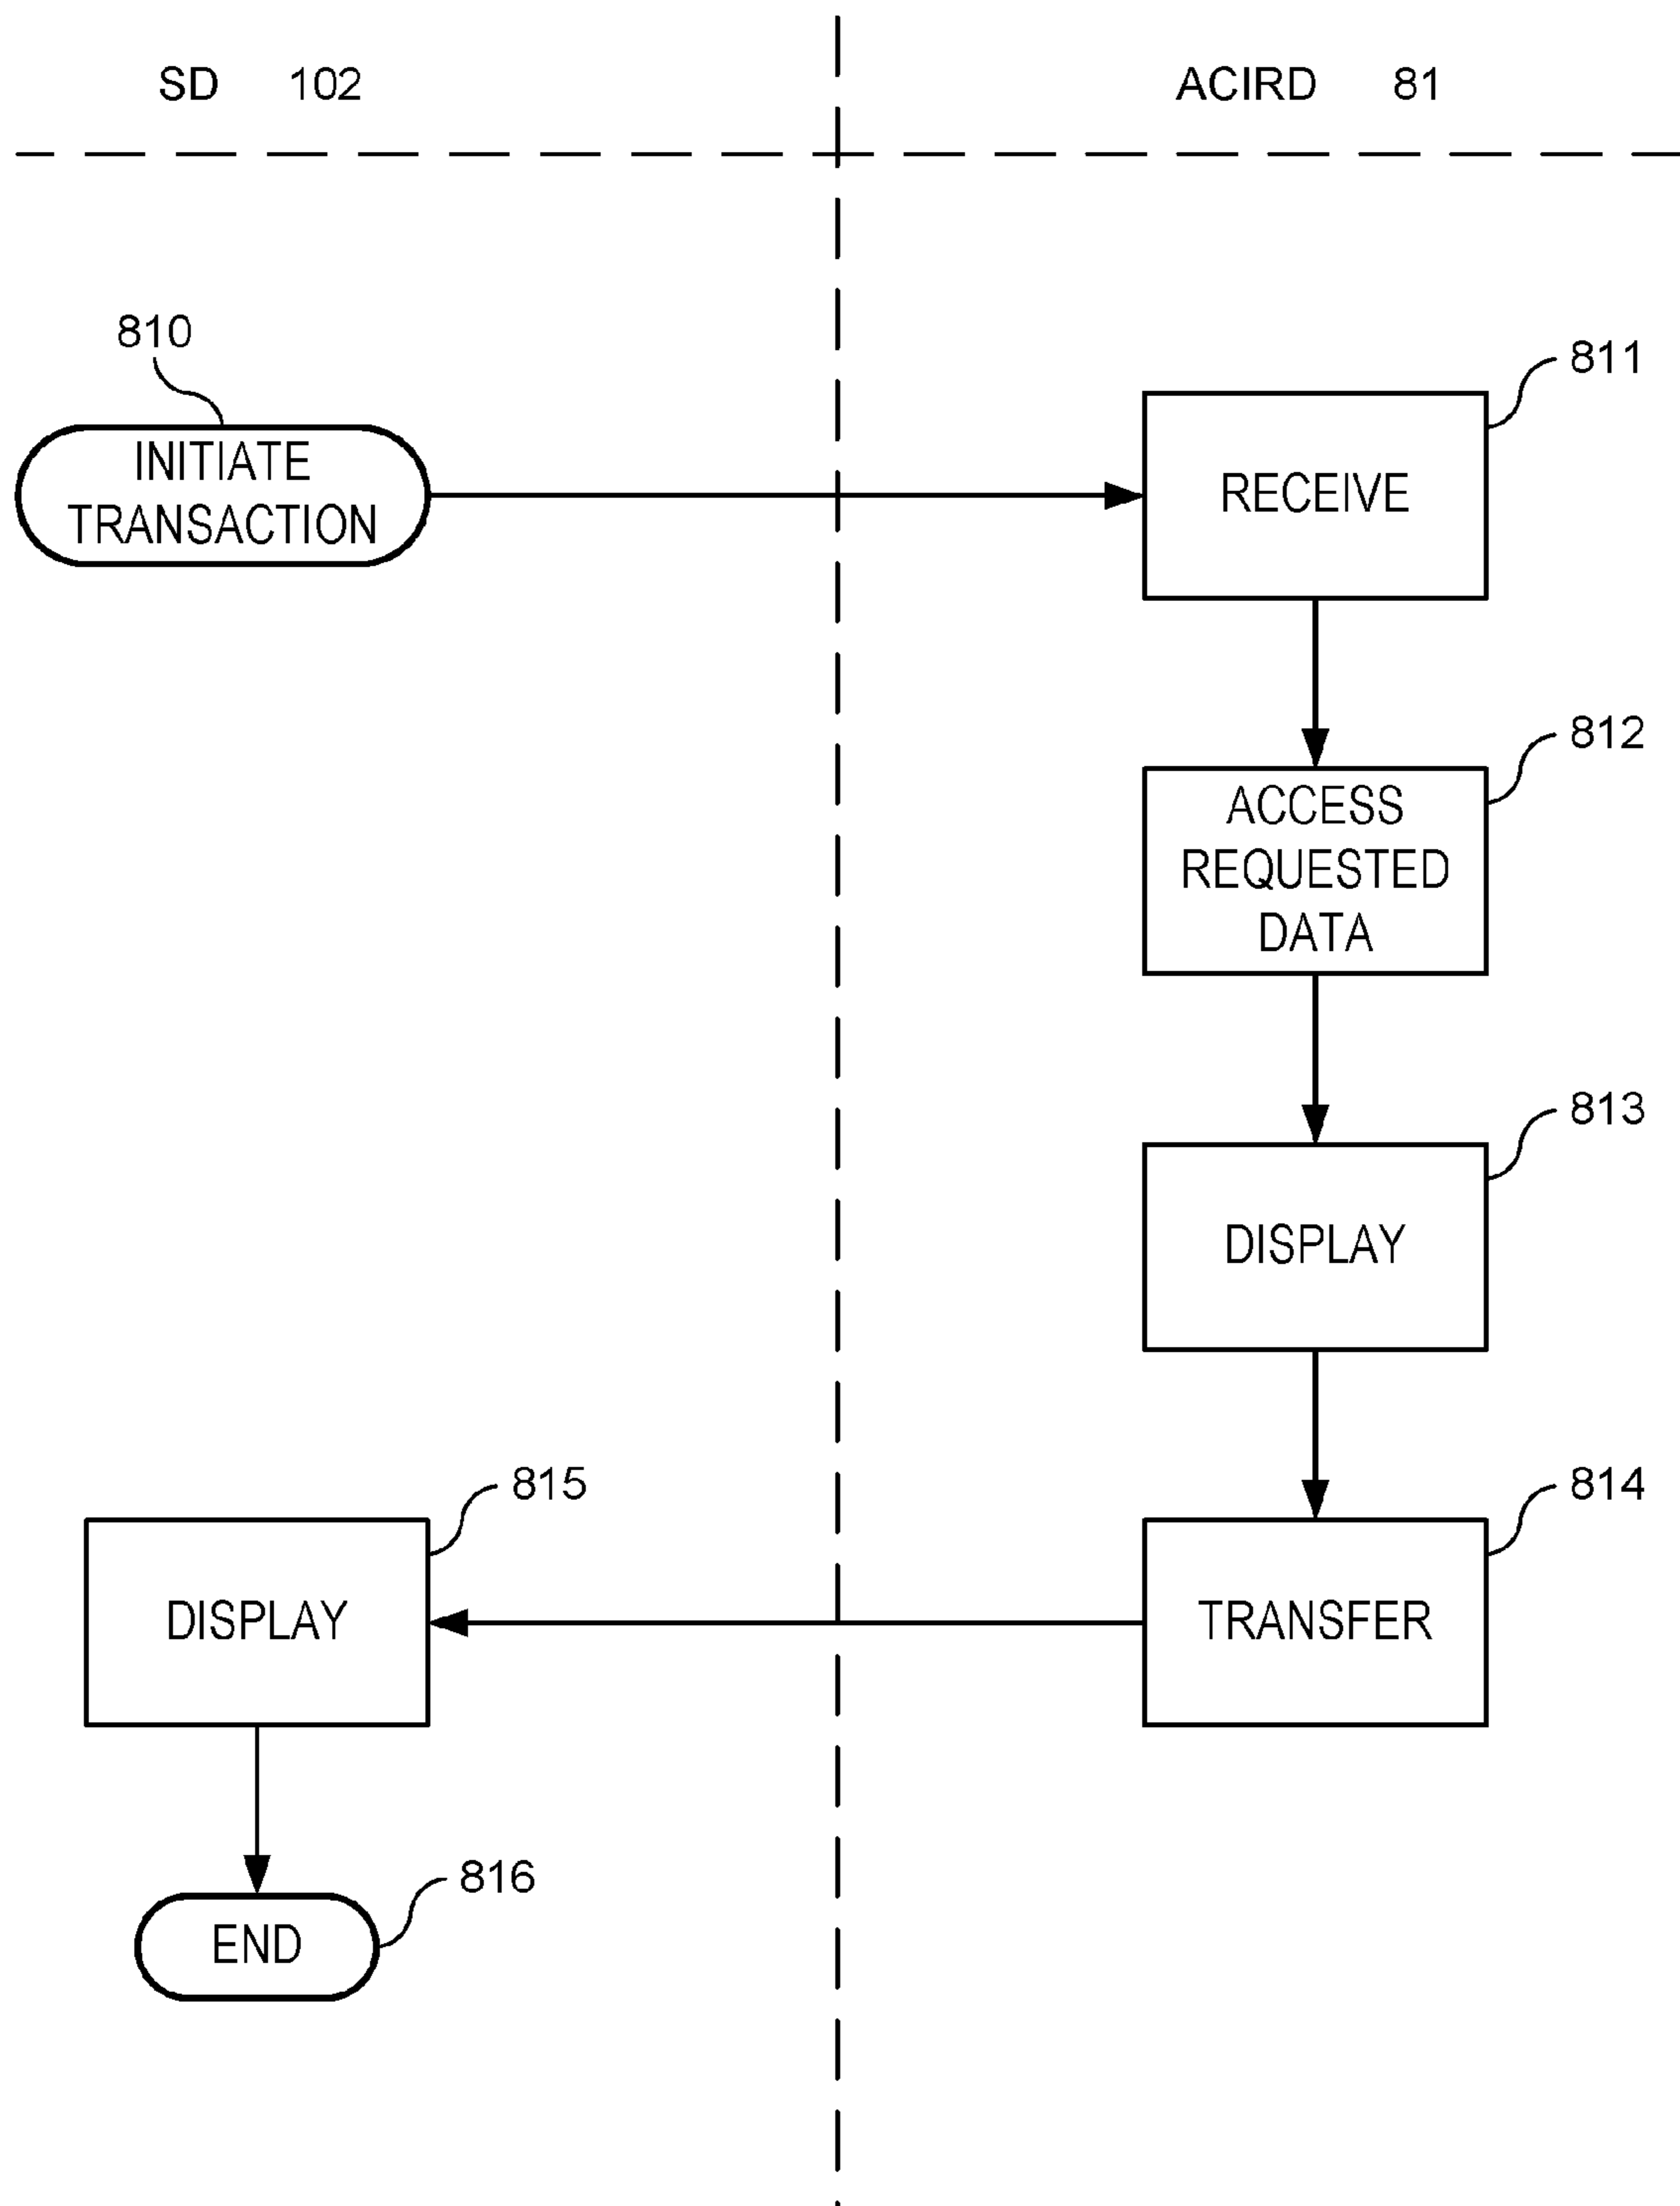 SD 102
ACIRD 81
810
INITIATE
TRANSACTION
811
RECEIVE
812
ACCESS
REQUESTED
DATA
813
DISPLAY
814
TRANSFER
815
DISPLAY
816
END